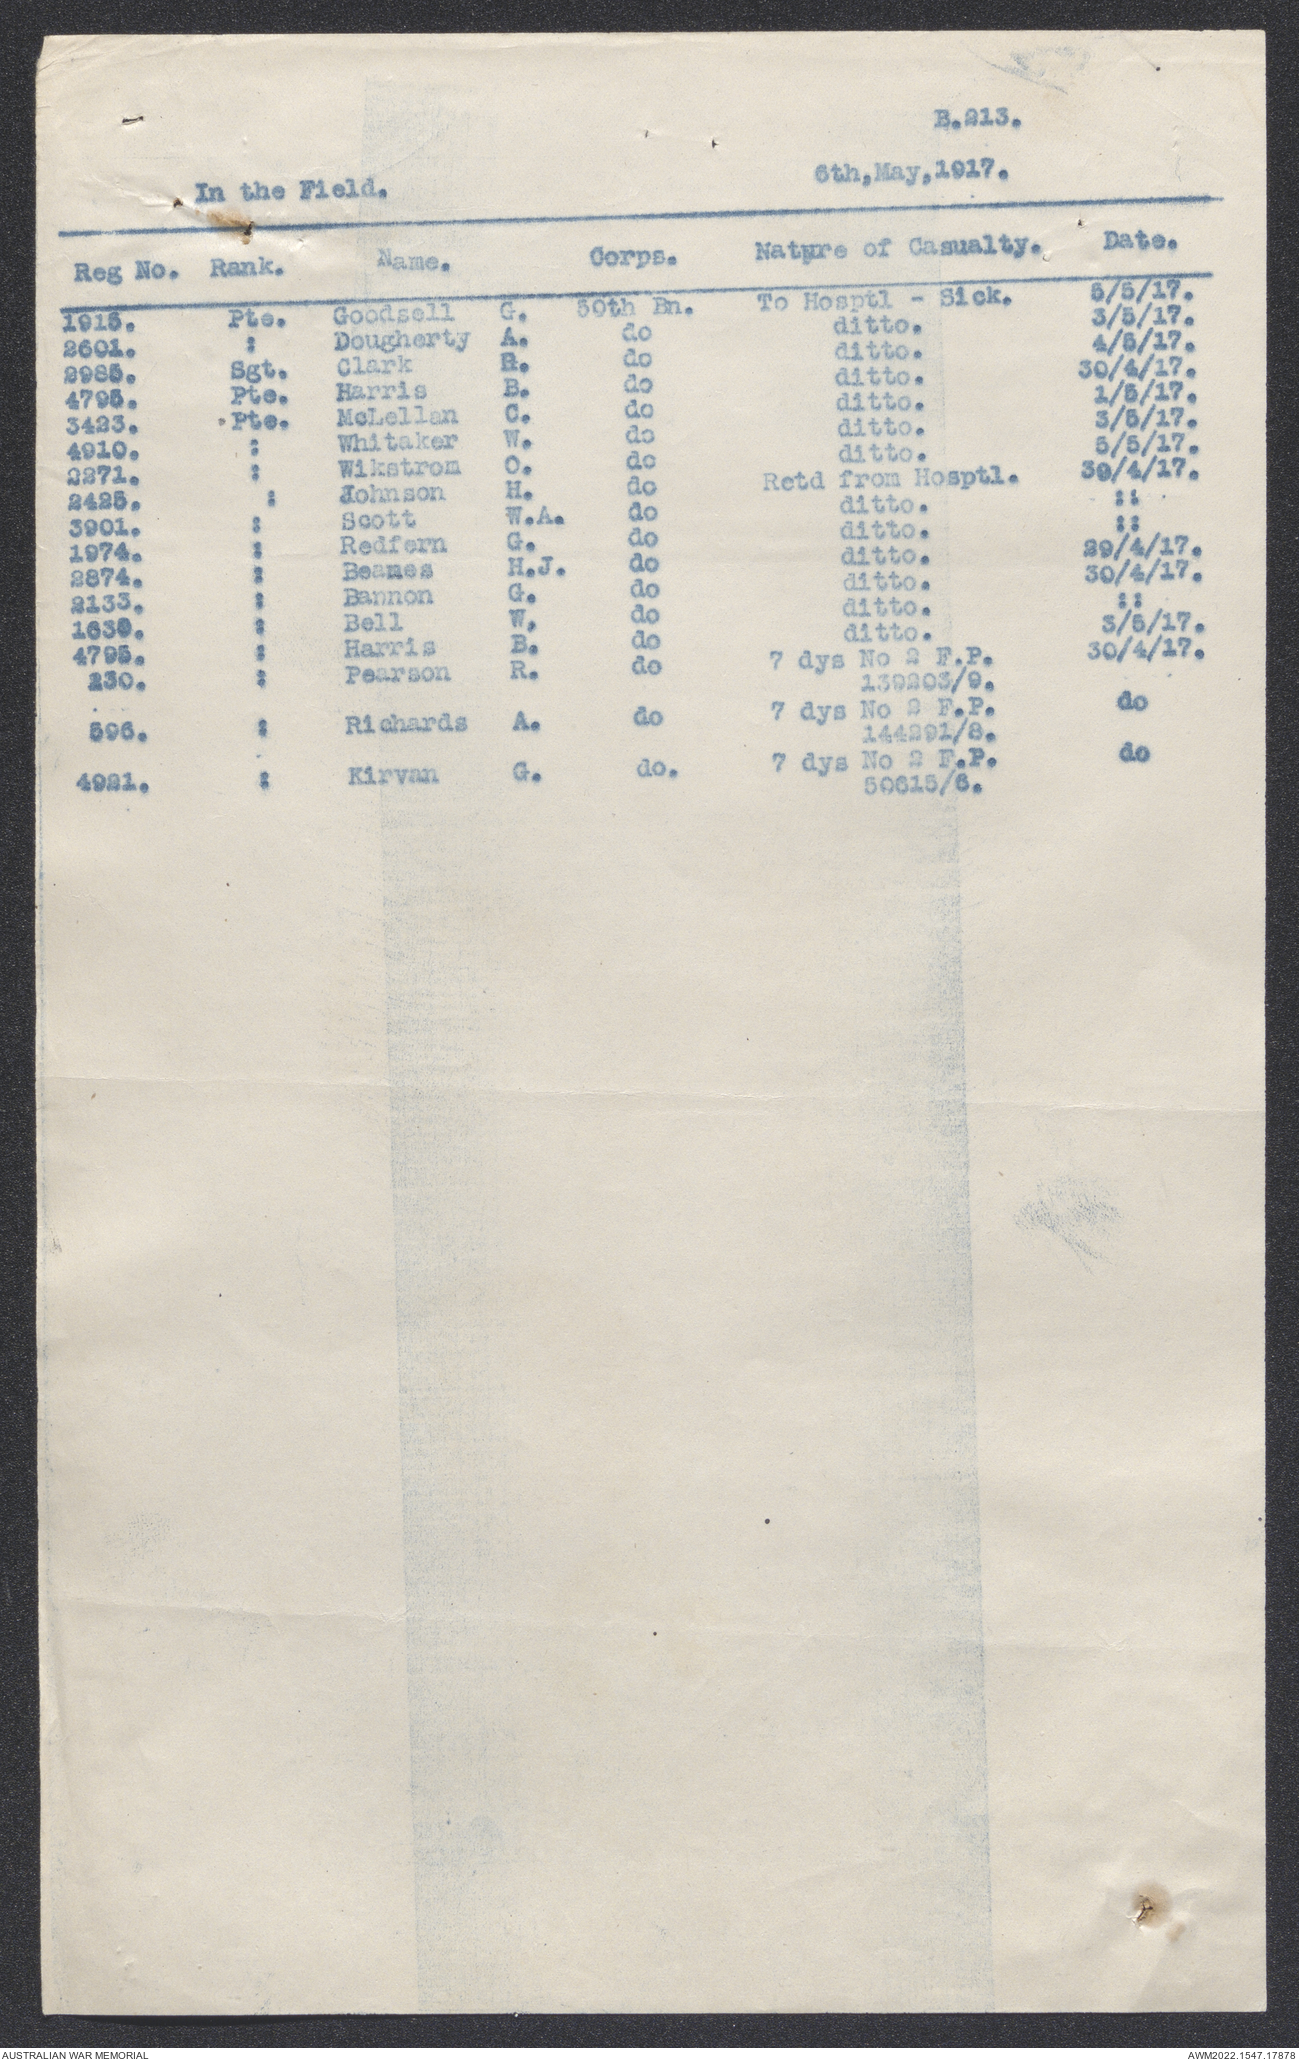 B.213.
In the Field. 6th,May,1917.
Reg No. Rank. Name. Corps. Nature of Casualty. Date.
1915. Pte. Goodsell G. 50th Bn. To Hosptl - Sick. 5/5/17.
2601. : Dougherty A. do ditto. 3/5/17.
2985. Sgt. Clark R. do ditto. 4/5/17.
4795. Pte. Harris B. do ditto. 30/4/17.
3423. Pte. McLellan C. do ditto. 1/5/17.
4910. : Whitaker W. do ditto. 3/5/17.
2271. : Wikstrom O. do ditto. 5/5/17.
2425. : Johnson H. do Retd from Hosptl. 30/4/17.
3901. : Scott W.A. do ditto. ::
1974. : Redfern G. do ditto. ::
2874. : Beames H.J. do ditto. 29/4/17.
2133. : Bannon G. do ditto. 30/4/17.
1639. : Bell W. do ditto. ::
4795. : Harris B. do ditto. 3/5/17.
230. : Pearson R. do 7 dys No 2 F.P. 30/4/17.
139203/9.
596. : Richards A. do 7 dys No 2 F.P. do
144291/8.
4921. : Kirvan G. do. 7 dys No 2 F.P. do
50615/6.
AUSTRALIAN WAR MEMORIAL AWM2022.1547.17878